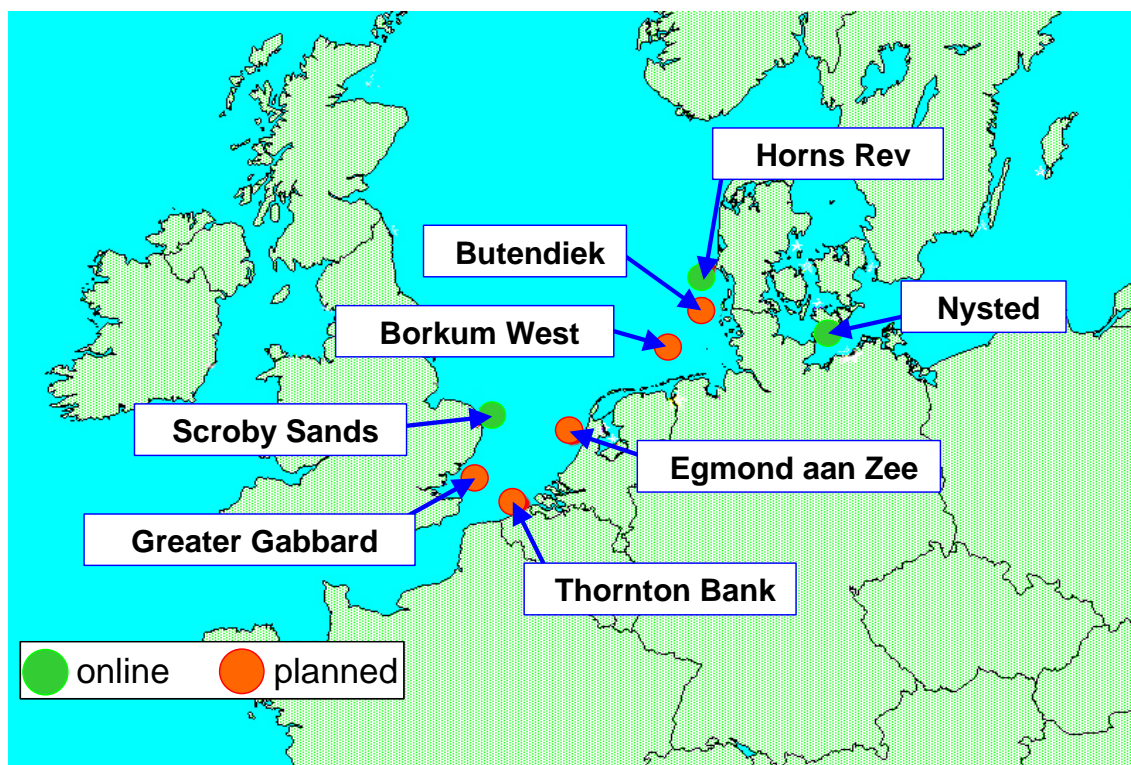 Horns Rev
Butendiek
Nysted
Borkum West
Scroby Sands
Egmond aan Zee
Greater Gabbard
Thornton Bank
online
planned